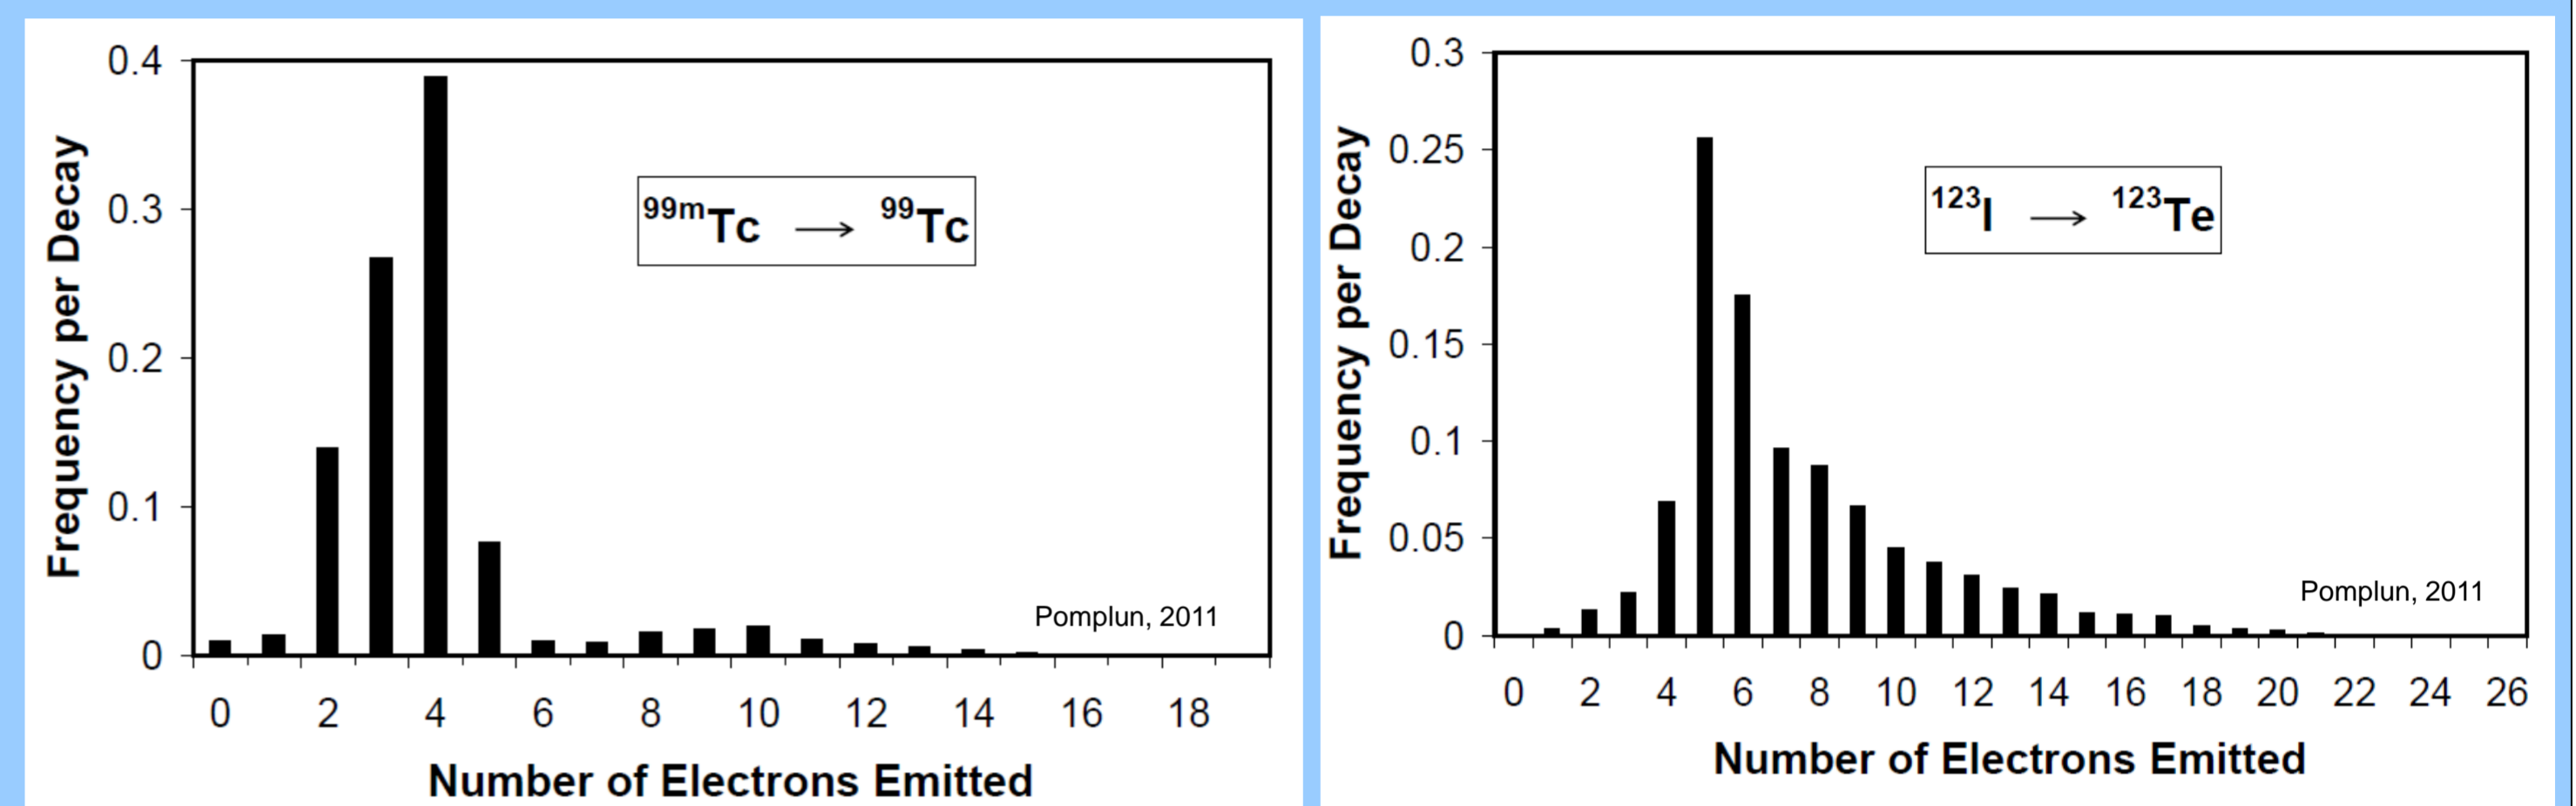 0.4
0.3
0.2
0.1
0
Frequency per Decay
99mTc → 99Tc
Pomplun, 2011
0 2 4 6 8 10 12 14 16 18
Number of Electrons Emitted
0.3
0.25
0.2
0.15
0.1
0.05
0
Frequency per Decay
123I → 123Te
Pomplun, 2011
0 2 4 6 8 10 12 14 16 18 20 22 24 26
Number of Electrons Emitted